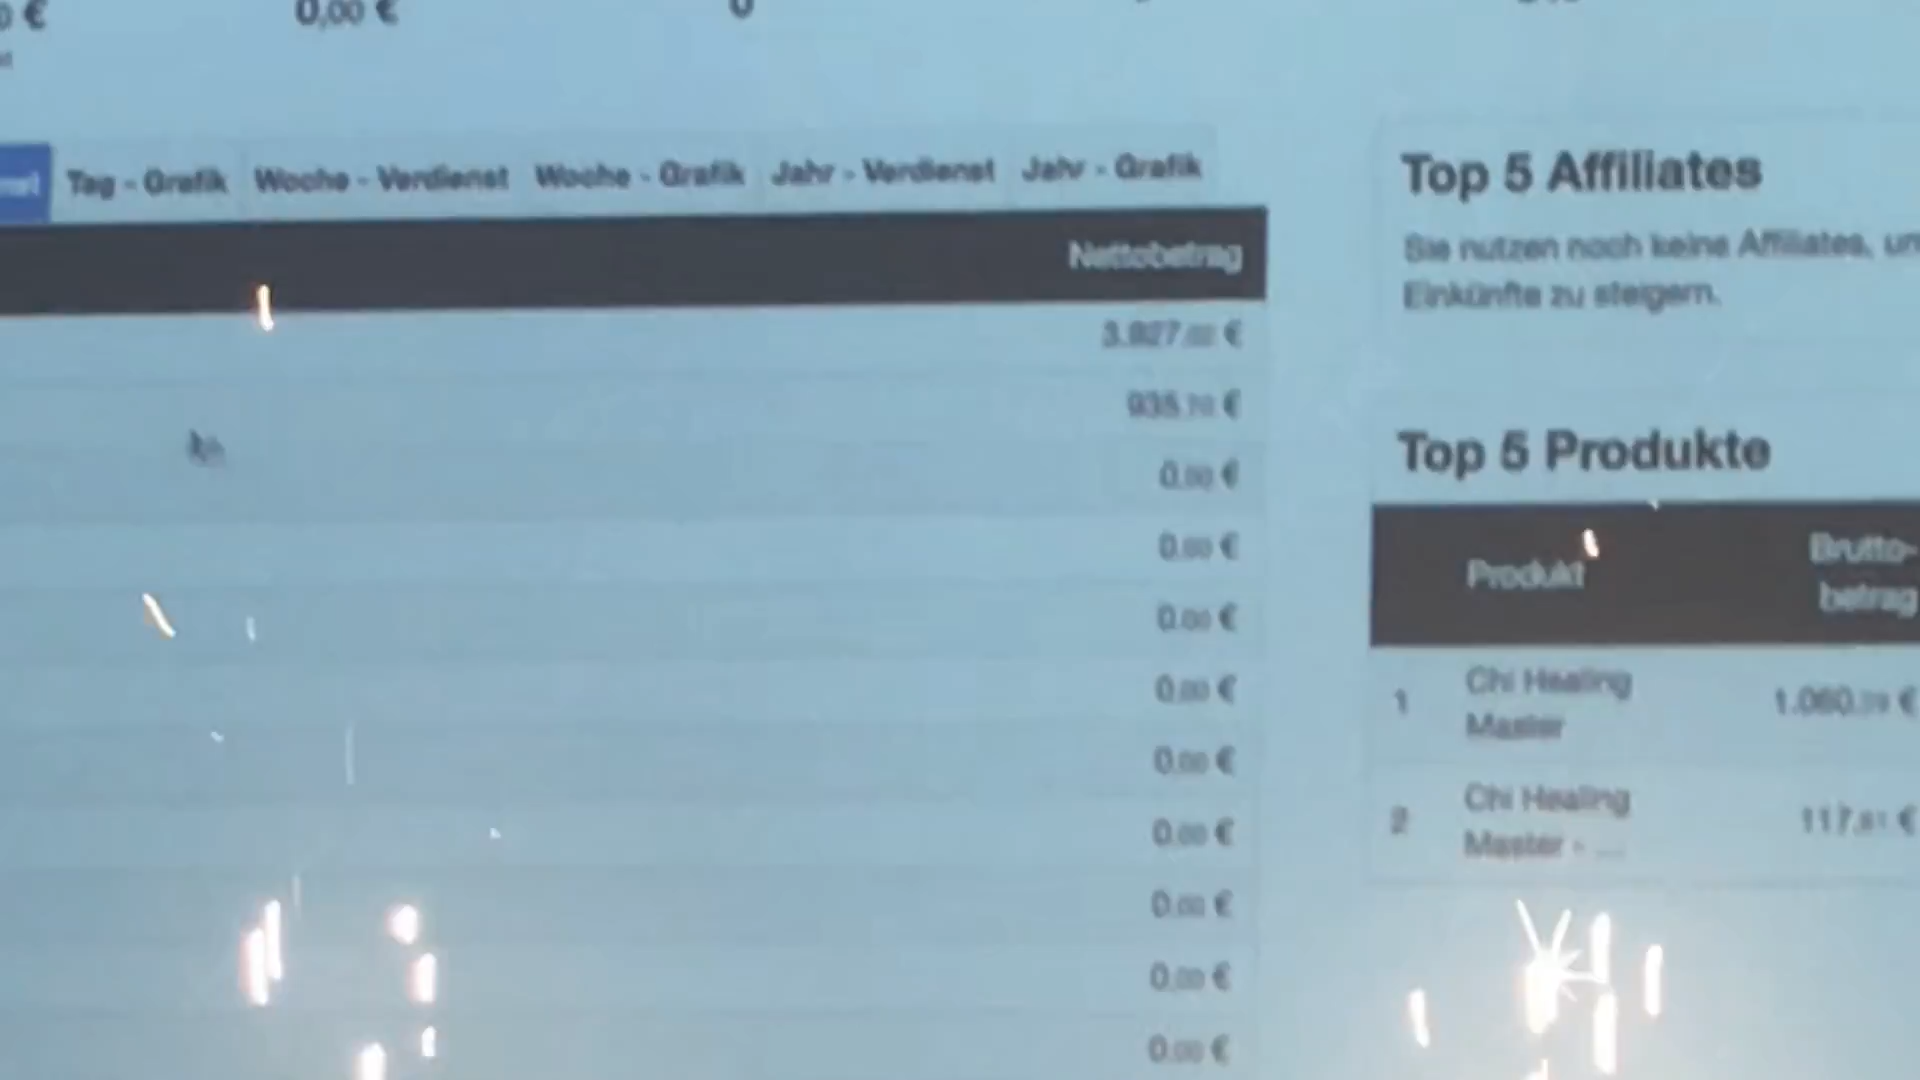 €
0,00 €
0
Tag - Grafik
Woche - Verdienst
Woche - Grafik
Jahr - Verdienst
Jahr - Grafik
Nettobetrag
€
€
0.00 €
0.00 €
0.00 €
0.00 €
0.00 €
0.00 €
0.00 €
0.00 €
0.00 €
Top 5 Affiliates
Sie nutzen noch keine Affiliates,
Einkünfte zu steigern.
Top 5 Produkte
Produkt
Brutto-
betrag
1
Chi Healing
Master
€
2
Chi Healing
Master - ...
€